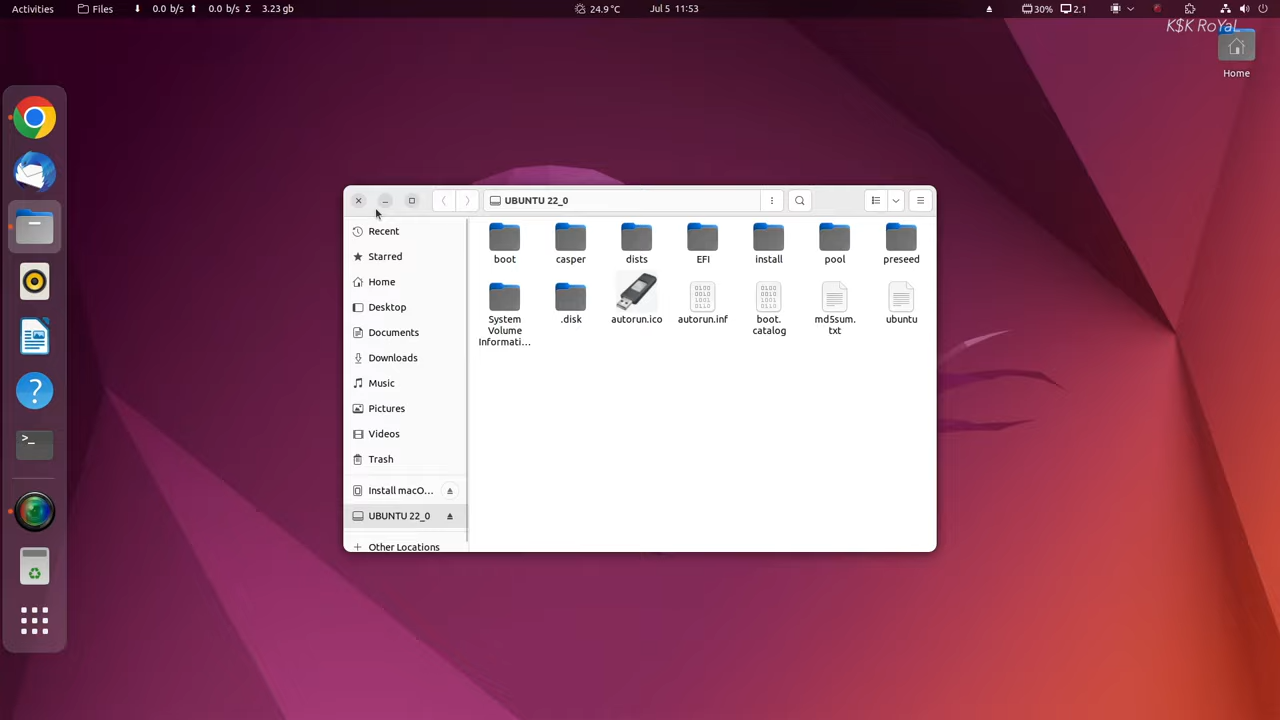 Activities Files 0.0 b/s 0.0 b/s Σ 3.23 gb 24.9 °C Jul 5 11:53 30% 2.1
K$K RoYaL
Home
UBUNTU 22_0
Recent
Starred
Home
Desktop
Documents
Downloads
Music
Pictures
Videos
Trash
Install macO...
UBUNTU 22_0
Other Locations
boot casper dists EFI install pool preseed
System
Volume
Informati...
.disk
autorun.ico
autorun.inf
boot.
catalog
md5sum.
txt
ubuntu